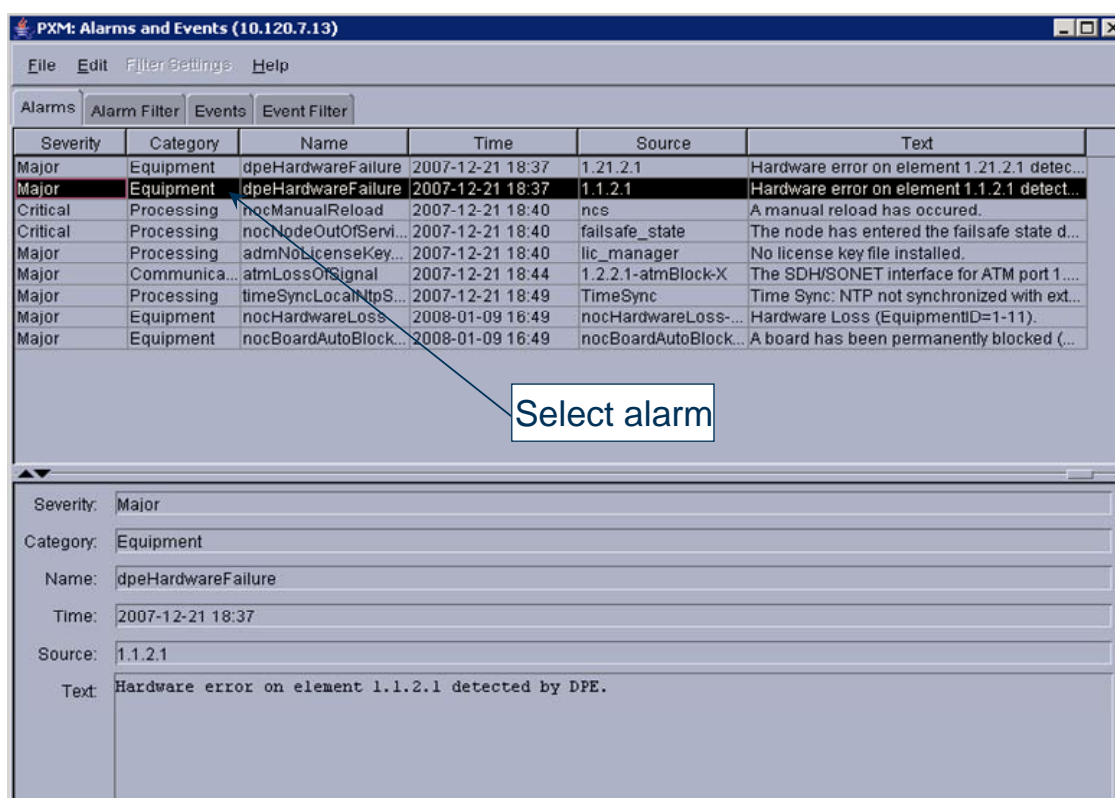 PXM: Alarms and Events (10.120.7.13)
File Edit Filter Settings Help
Alarms Alarm Filter Events Event Filter
Severity Category Name Time Source Text
Major Equipment dpeHardwareFailure 2007-12-21 18:37 1.21.2.1 Hardware error on element 1.21.2.1 detec...
Major Equipment dpeHardwareFailure 2007-12-21 18:37 1.1.2.1 Hardware error on element 1.1.2.1 detect...
Critical Processing nocManualReload 2007-12-21 18:40 ncs A manual reload has occured.
Critical Processing nocNodeOutOfServi... 2007-12-21 18:40 failsafe_state The node has entered the failsafe state d...
Major Processing admNoLicenseKey... 2007-12-21 18:40 lic_manager No license key file installed.
Major Communica... atmLossOfSignal 2007-12-21 18:44 1.2.2.1-atmBlock-X The SDH/SONET interface for ATM port 1....
Major Processing timeSyncLocalNtpS... 2007-12-21 18:49 TimeSync Time Sync: NTP not synchronized with ext...
Major Equipment nocHardwareLoss 2008-01-09 16:49 nocHardwareLoss-... Hardware Loss (EquipmentID=1-11).
Major Equipment nocBoardAutoBlock... 2008-01-09 16:49 nocBoardAutoBlock... A board has been permanently blocked (...
Select alarm
Severity: Major
Category: Equipment
Name: dpeHardwareFailure
Time: 2007-12-21 18:37
Source: 1.1.2.1
Text: Hardware error on element 1.1.2.1 detected by DPE.